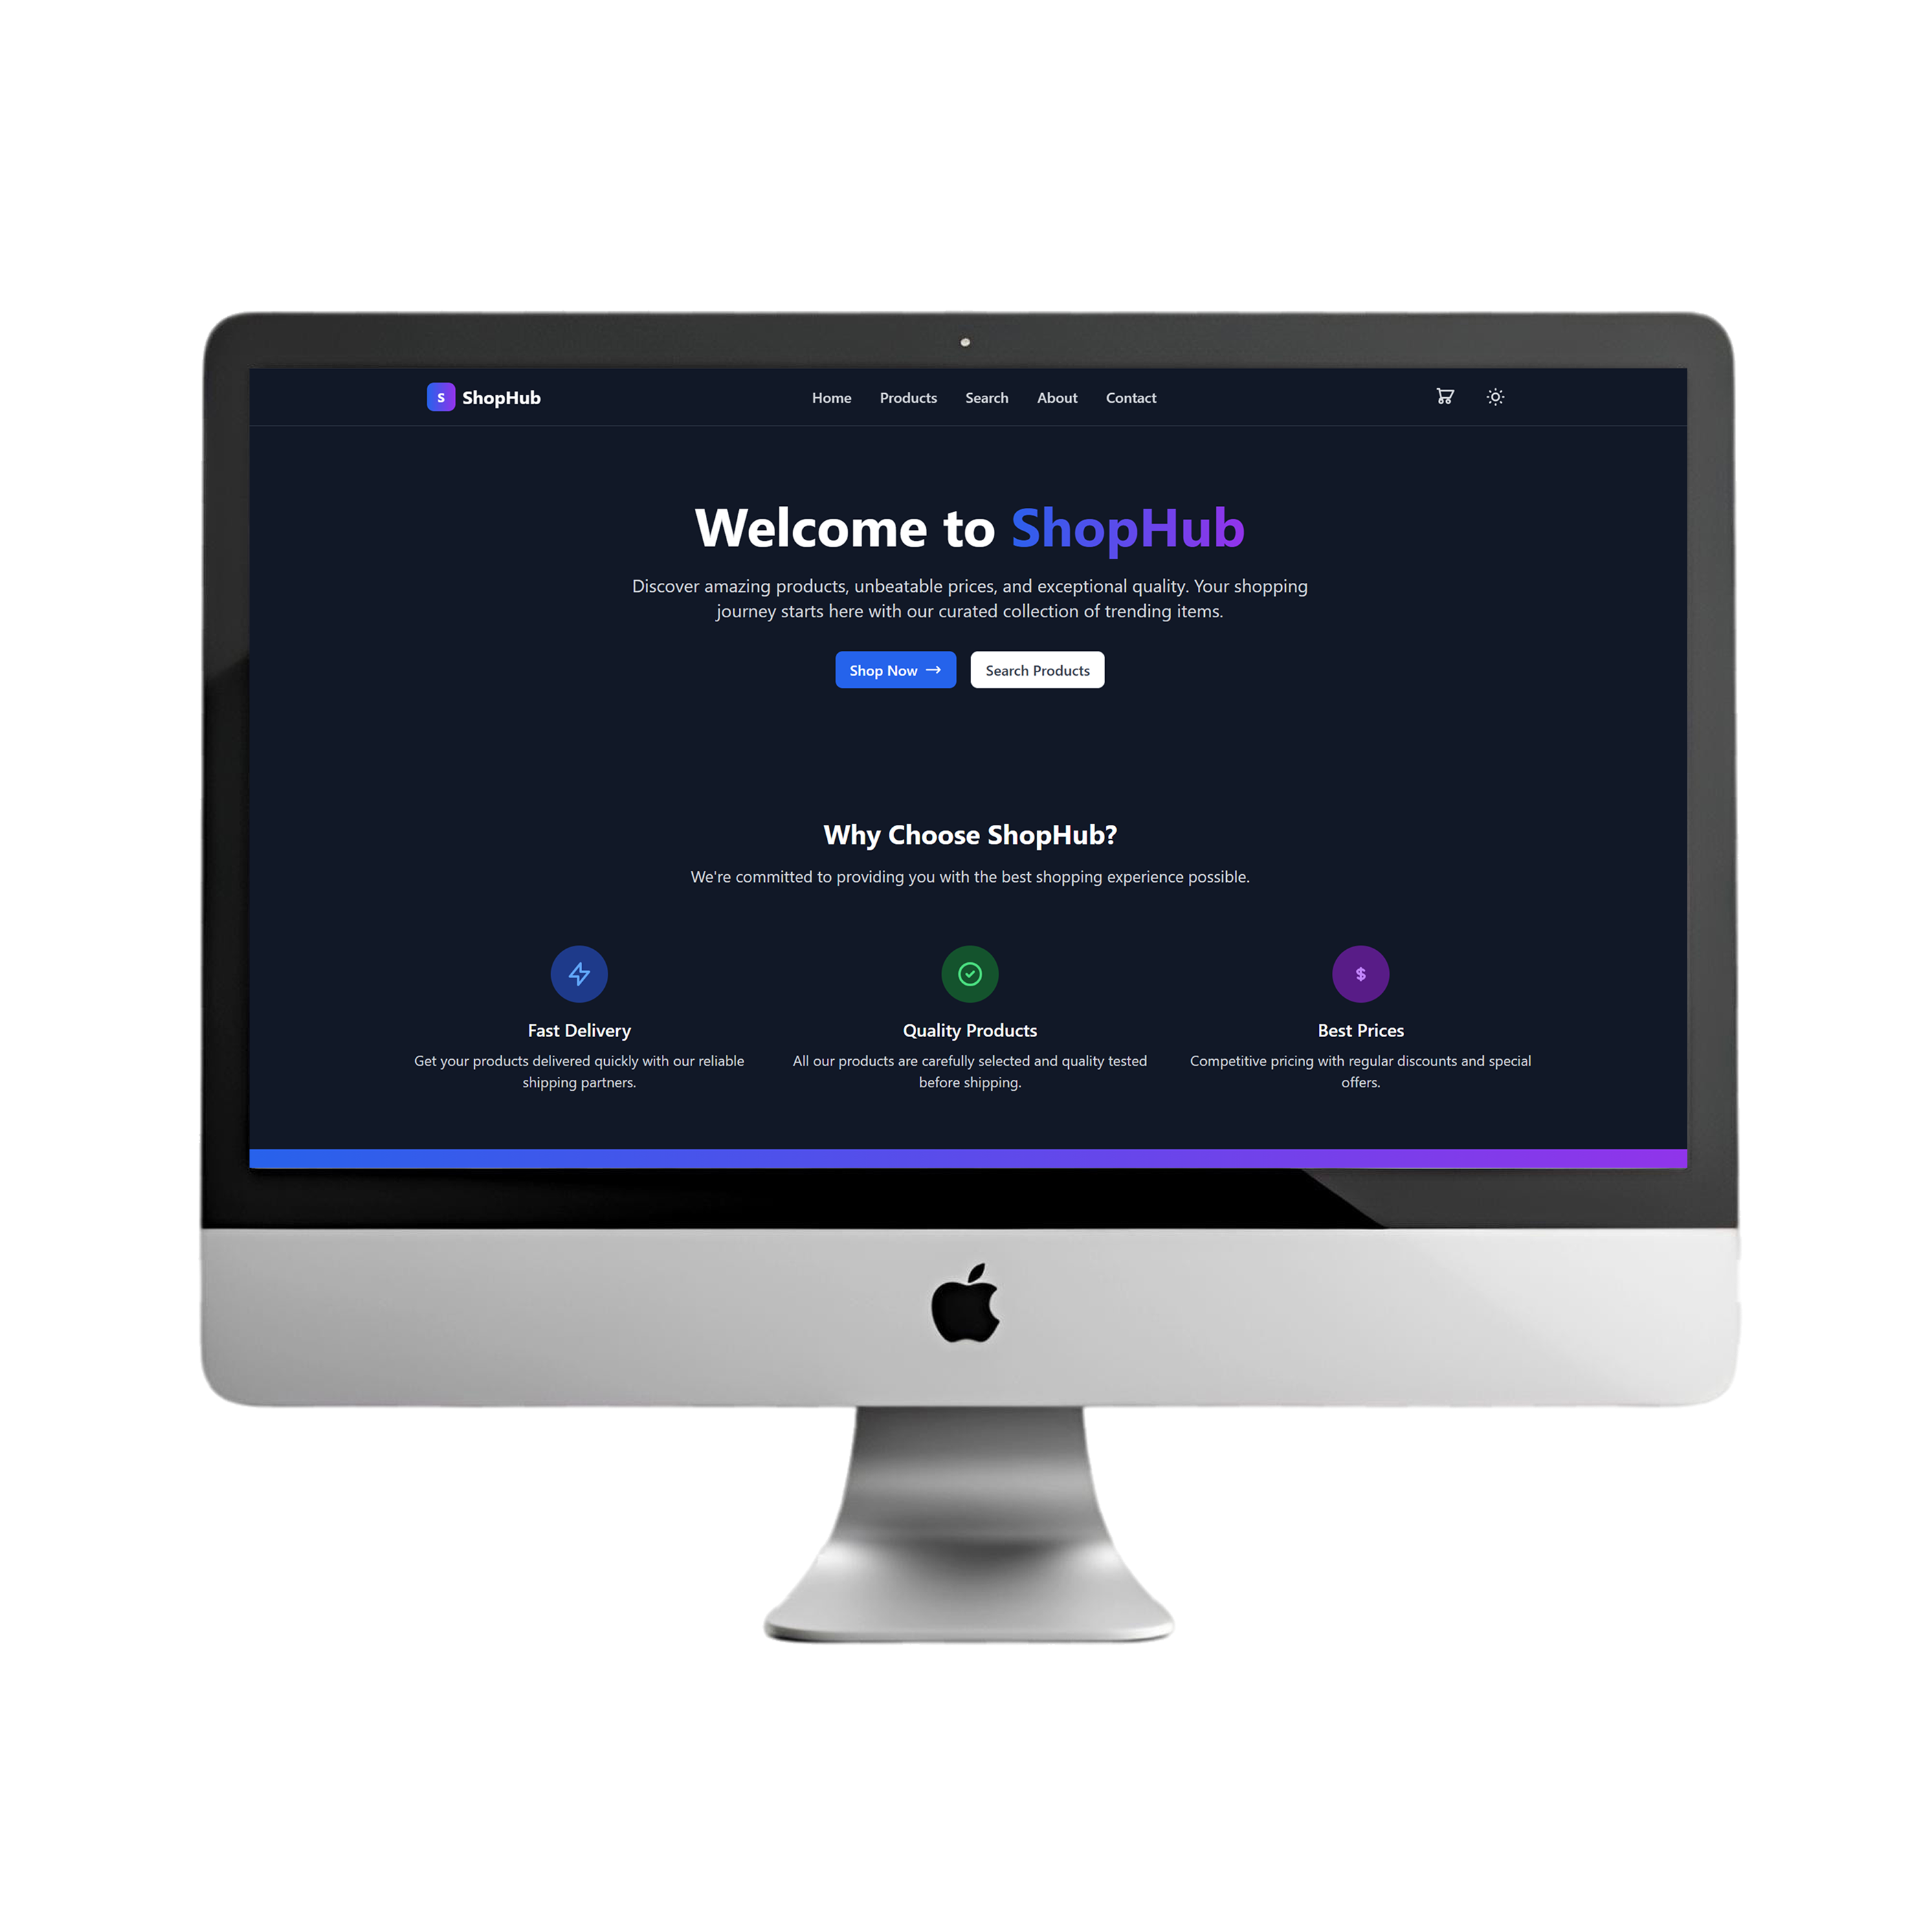 S ShopHub Home Products Search About Contact
Welcome to ShopHub
Discover amazing products, unbeatable prices, and exceptional quality. Your shopping
journey starts here with our curated collection of trending items.
Shop Now → Search Products
Why Choose ShopHub?
We're committed to providing you with the best shopping experience possible.
$
Fast Delivery Quality Products Best Prices
Get your products delivered quickly with our reliable All our products are carefully selected and quality tested Competitive pricing with regular discounts and special
shipping partners. before shipping. offers.